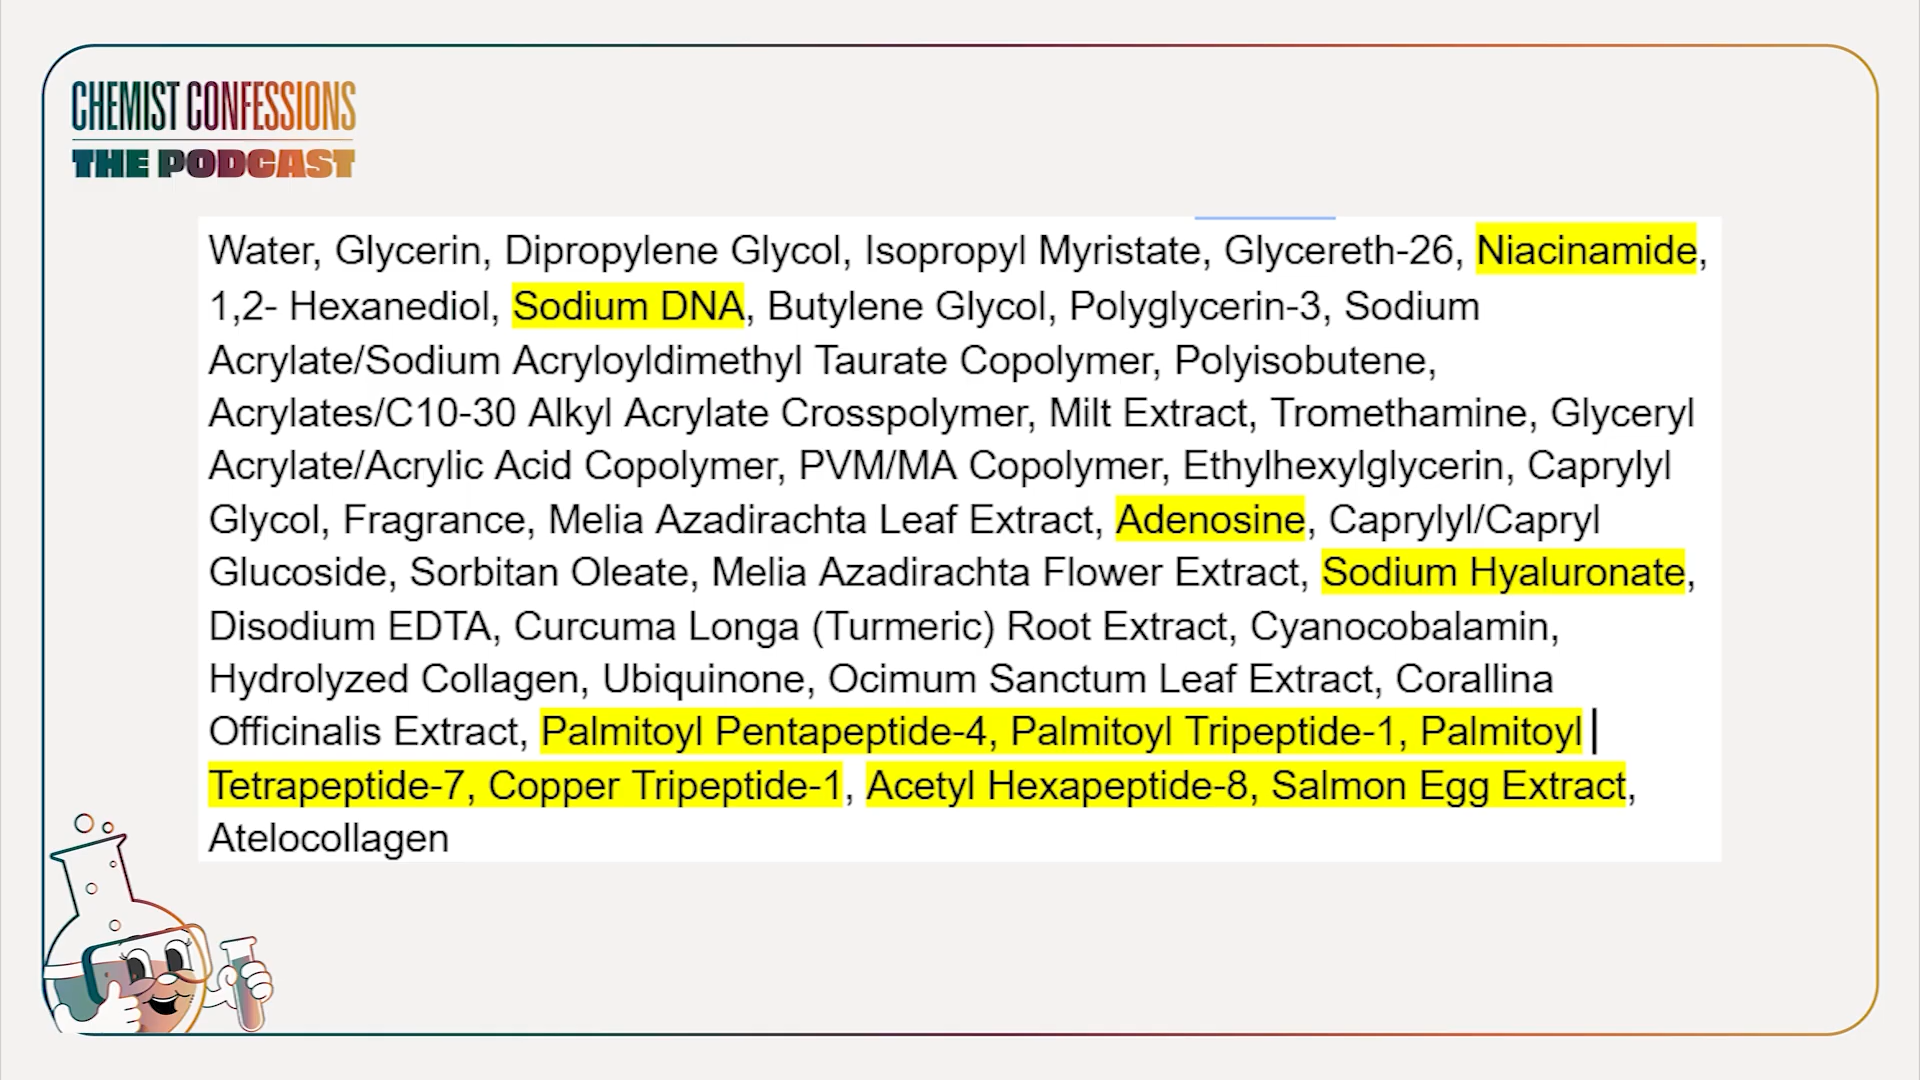 CHEMIST CONFESSIONS
THE PODCAST
Water, Glycerin, Dipropylene Glycol, Isopropyl Myristate, Glycereth-26, Niacinamide,
1,2- Hexanediol, Sodium DNA, Butylene Glycol, Polyglycerin-3, Sodium
Acrylate/Sodium Acryloyldimethyl Taurate Copolymer, Polyisobutene,
Acrylates/C10-30 Alkyl Acrylate Crosspolymer, Milt Extract, Tromethamine, Glyceryl
Acrylate/Acrylic Acid Copolymer, PVM/MA Copolymer, Ethylhexylglycerin, Caprylyl
Glycol, Fragrance, Melia Azadirachta Leaf Extract, Adenosine, Caprylyl/Capryl
Glucoside, Sorbitan Oleate, Melia Azadirachta Flower Extract, Sodium Hyaluronate,
Disodium EDTA, Curcuma Longa (Turmeric) Root Extract, Cyanocobalamin,
Hydrolyzed Collagen, Ubiquinone, Ocimum Sanctum Leaf Extract, Corallina
Officinalis Extract, Palmitoyl Pentapeptide-4, Palmitoyl Tripeptide-1, Palmitoyl
Tetrapeptide-7, Copper Tripeptide-1, Acetyl Hexapeptide-8, Salmon Egg Extract,
Atelocollagen